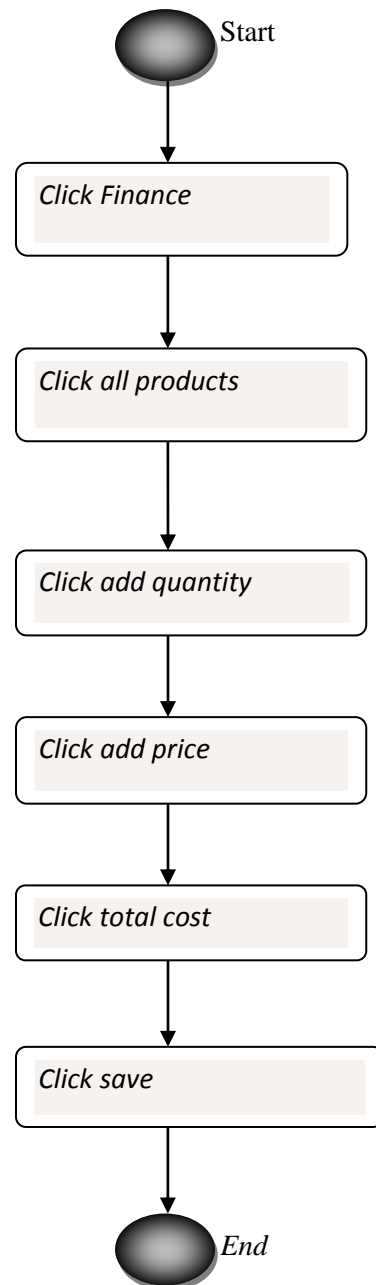 Start
Click Finance
Click all products
Click add quantity
Click add price
Click total cost
Click save
End